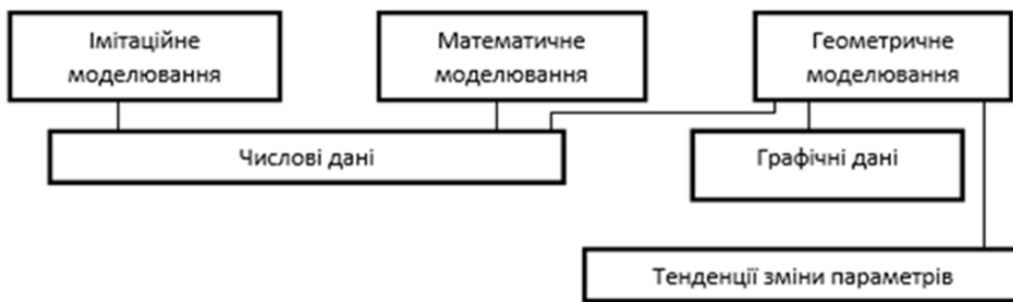 Імітаційне
моделювання
Математичне
моделювання
Геометричне
моделювання
Числові дані
Графічні дані
Тенденції зміни параметрів